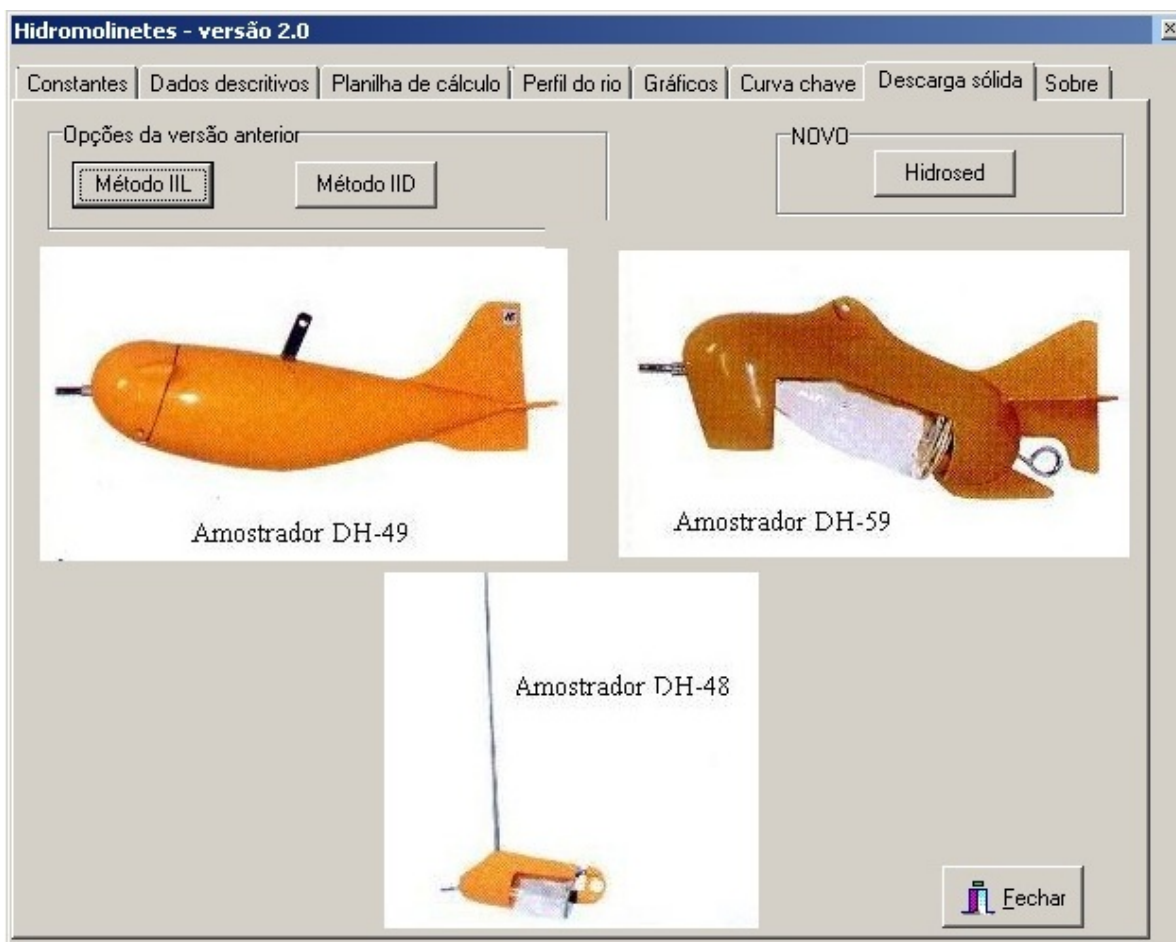 Hidromolinetes - versão 2.0
Constantes
Dados descritivos
Planilha de cálculo
Perfil do rio
Gráficos
Curva chave
Descarga sólida
Sobre
Opções da versão anterior
Método IIL
Método IID
NOVO
Hidrosed
Amostrador DH-49
Amostrador DH-59
Amostrador DH-48
Fechar